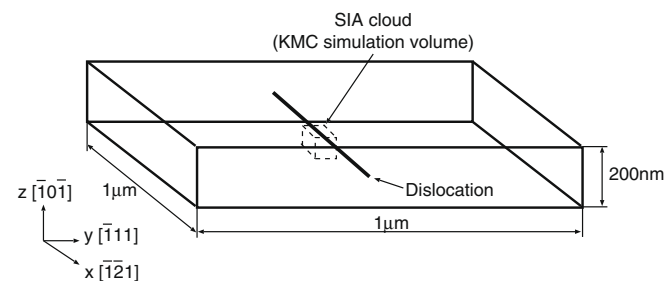 SIA cloud
(KMC simulation volume)
Dislocation
200nm
1μm
1μm
z [1̅01̅]
y [1̅11]
x [1̅2̅1]